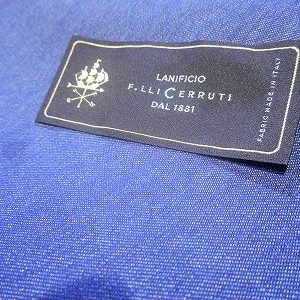 LANIFICIO
F.LLI CERRUTI
DAL 1881
FABRIC MADE IN ITALY